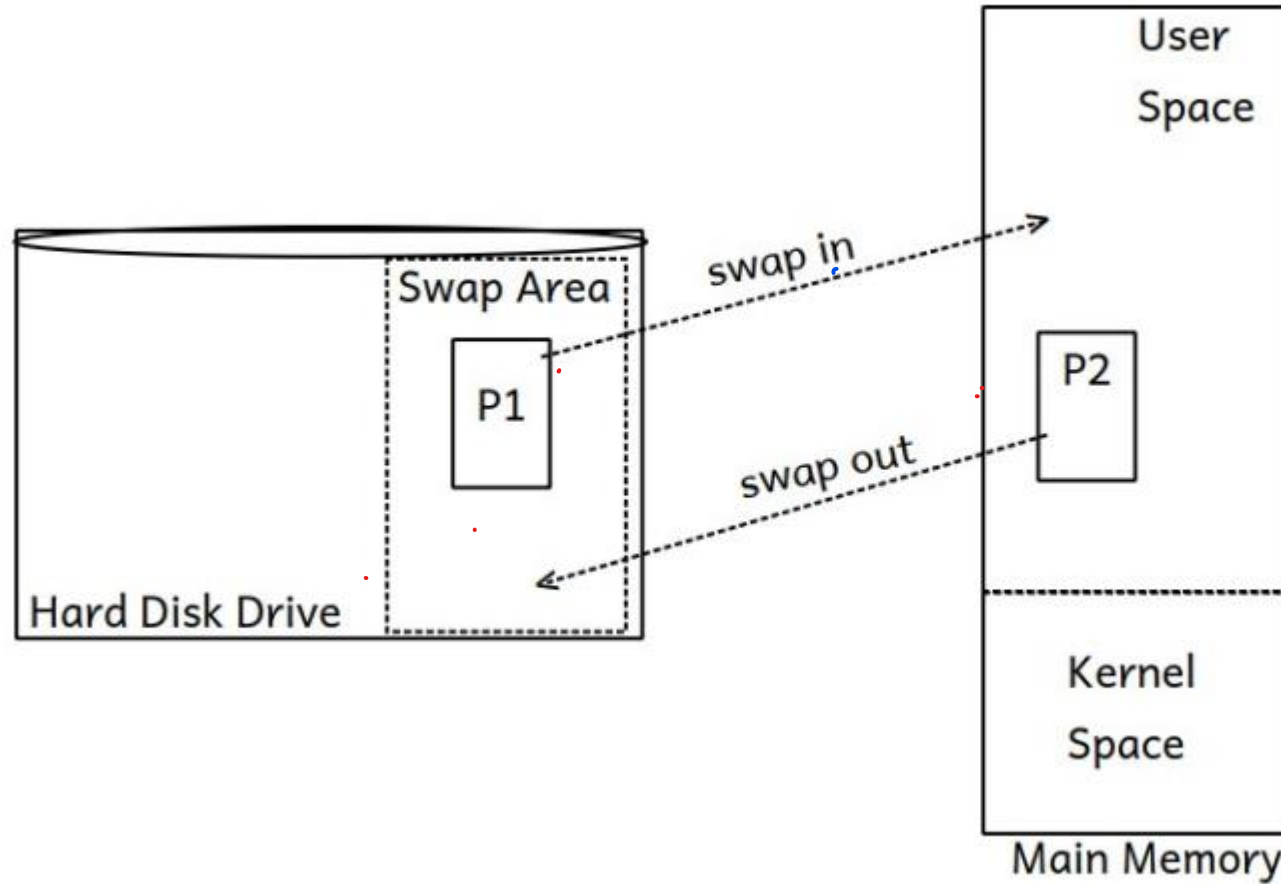 User
Space
swap in
Swap Area
P1
P2
swap out
Hard Disk Drive
Kernel
Space
Main Memory